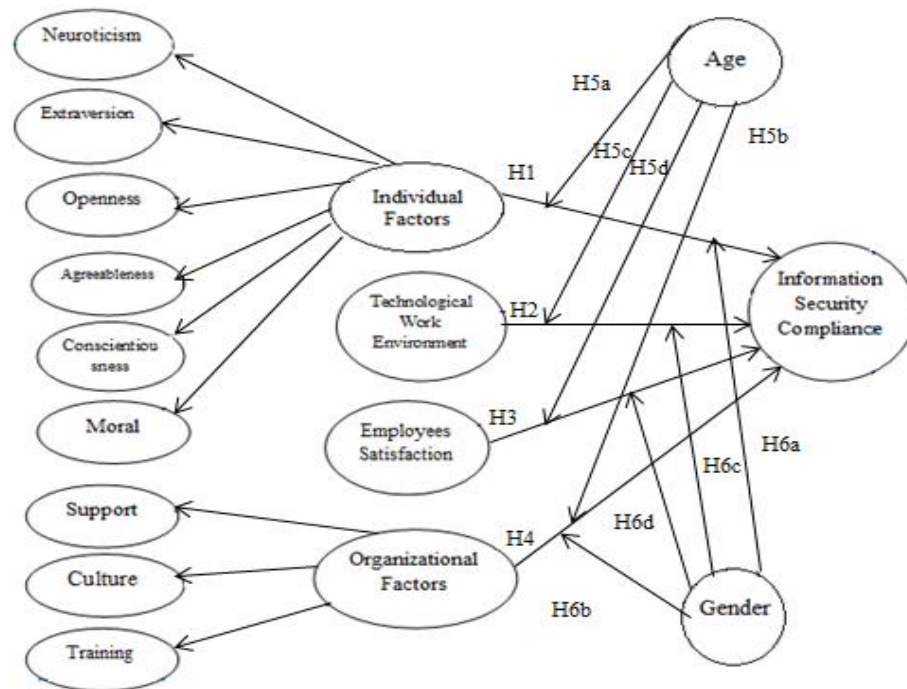 Neuroticism
Extraversion
Openness
Agreeableness
Conscientiou
sness
Moral
Support
Culture
Training
Individual
Factors
Technological
Work
Environment
Employees
Satisfaction
Organizational
Factors
H1
H2
H3
H4
Age
H5a
H5c
H5d
H5b
Information
Security
Compliance
H6a
H6c
H6d
H6b
Gender